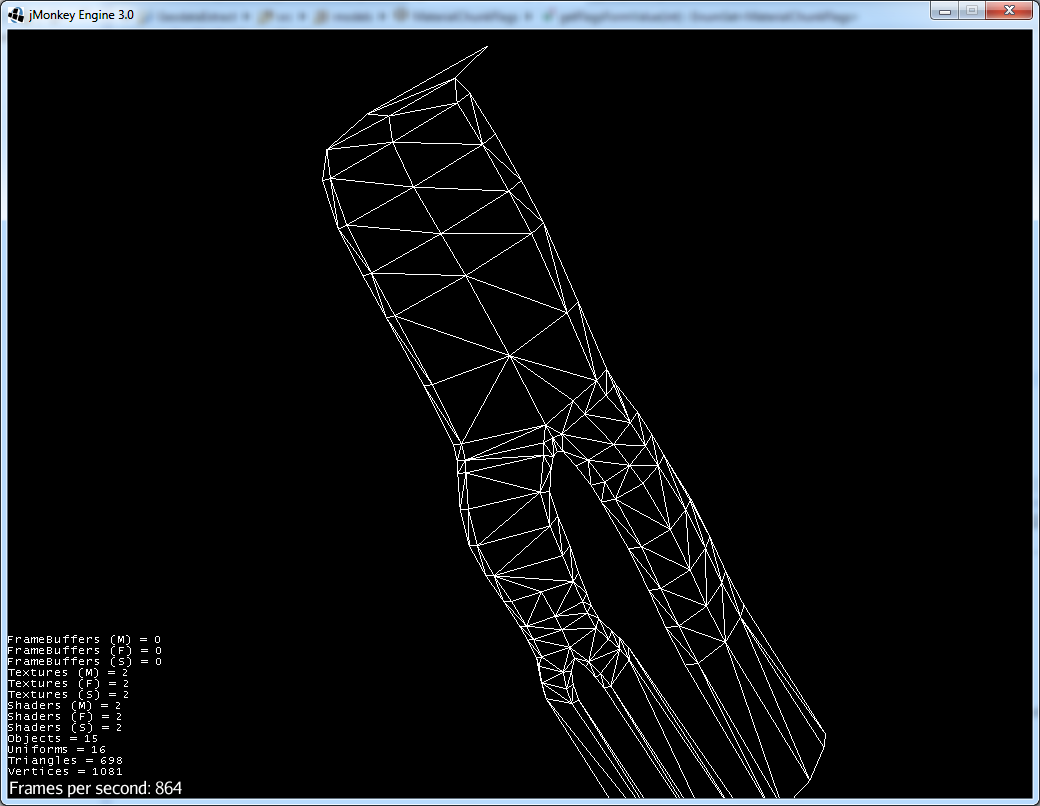 jMonkey Engine 3.0
FrameBuffers (M) = 0
FrameBuffers (F) = 0
FrameBuffers (S) = 0
Textures (M) = 2
Textures (F) = 2
Textures (S) = 2
Shaders (M) = 2
Shaders (F) = 2
Shaders (S) = 2
Objects = 15
Uniforms = 16
Triangles = 698
Vertices = 1081
Frames per second: 864